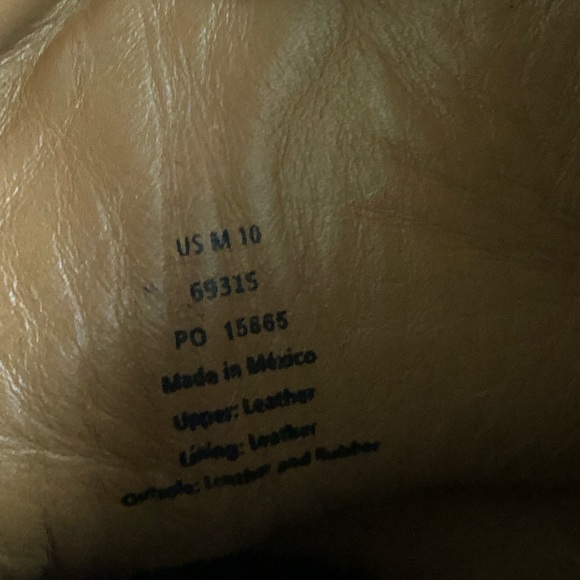 US M 10
69315
PO 15865
Made in México
Upper: Leather
Lining: Leather
Outsole: Leather and Rubber